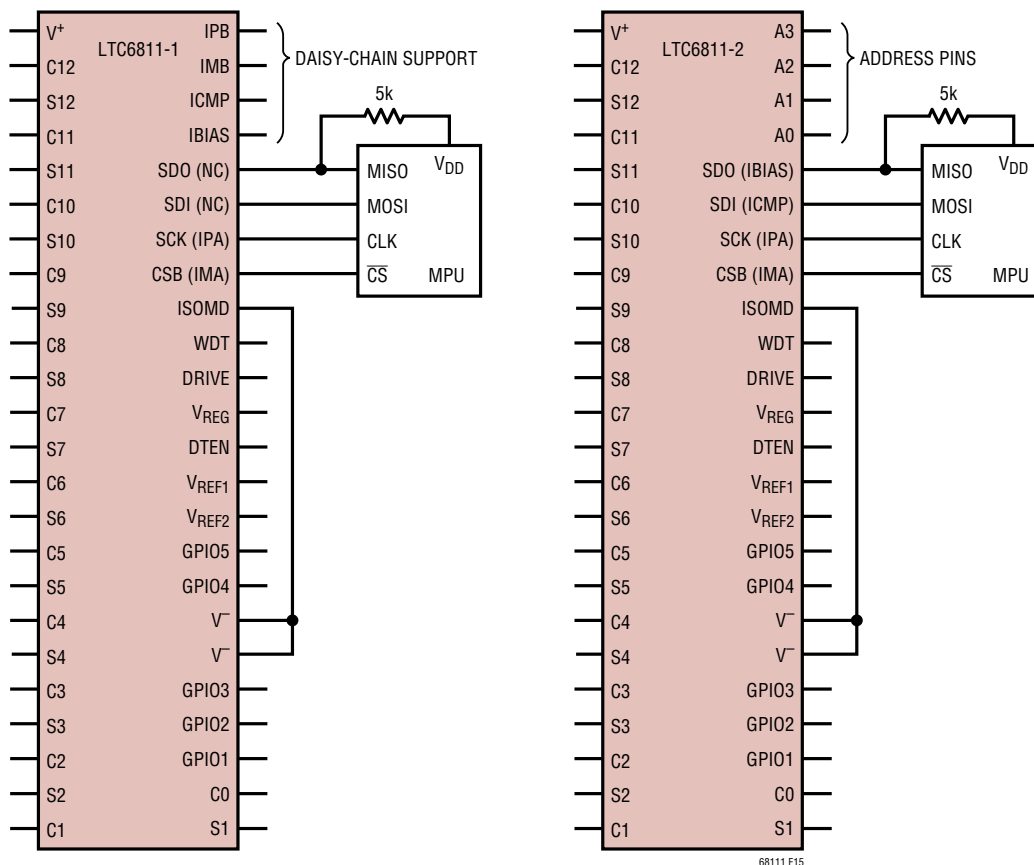 LTC6811-1
V+ IPB
C12 IMB
S12 ICMP
C11 IBIAS
S11 SDO (NC)
C10 SDI (NC)
S10 SCK (IPA)
C9 CSB (IMA)
S9 ISOMD
C8 WDT
S8 DRIVE
C7 VREG
S7 DTEN
C6 VREF1
S6 VREF2
C5 GPIO5
S5 GPIO4
C4 V–
S4 V–
C3 GPIO3
S3 GPIO2
C2 GPIO1
S2 C0
C1 S1
DAISY-CHAIN SUPPORT
5k
MISO VDD
MOSI
CLK
CS MPU
LTC6811-2
V+ A3
C12 A2
S12 A1
C11 A0
S11 SDO (IBIAS)
C10 SDI (ICMP)
S10 SCK (IPA)
C9 CSB (IMA)
S9 ISOMD
C8 WDT
S8 DRIVE
C7 VREG
S7 DTEN
C6 VREF1
S6 VREF2
C5 GPIO5
S5 GPIO4
C4 V–
S4 V–
C3 GPIO3
S3 GPIO2
C2 GPIO1
S2 C0
C1 S1
ADDRESS PINS
5k
MISO VDD
MOSI
CLK
CS MPU
68111 F15